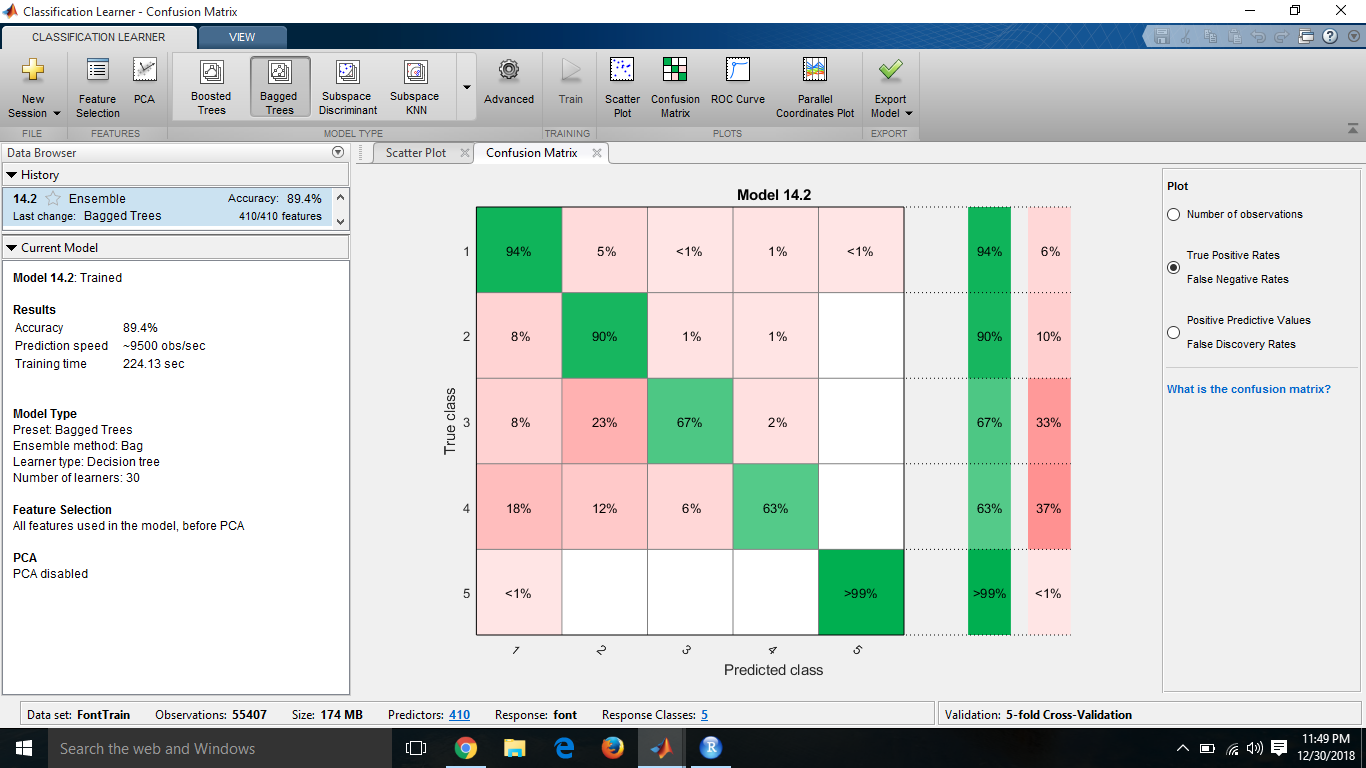 Classification Learner - Confusion Matrix
CLASSIFICATION LEARNER VIEW
New Session
Feature Selection
PCA
Boosted Trees
Bagged Trees
Subspace Discriminant
Subspace KNN
Advanced
Train
Scatter Plot
Confusion Matrix
ROC Curve
Parallel Coordinates Plot
Export Model
FILE FEATURES MODEL TYPE TRAINING PLOTS EXPORT
Data Browser
History
14.2 Ensemble Accuracy: 89.4%
Last change: Bagged Trees 410/410 features
Current Model
Model 14.2: Trained
Results
Accuracy 89.4%
Prediction speed ~9500 obs/sec
Training time 224.13 sec
Model Type
Preset: Bagged Trees
Ensemble method: Bag
Learner type: Decision tree
Number of learners: 30
Feature Selection
All features used in the model, before PCA
PCA
PCA disabled
Scatter Plot Confusion Matrix
Model 14.2
True class
1 94% 5% <1% 1% <1% 94% 6%
2 8% 90% 1% 1% 90% 10%
3 8% 23% 67% 2% 67% 33%
4 18% 12% 6% 63% 63% 37%
5 <1% >99% >99% <1%
1 2 3 4 5
Predicted class
Plot
Number of observations
True Positive Rates
False Negative Rates
Positive Predictive Values
False Discovery Rates
What is the confusion matrix?
Data set: FontTrain Observations: 55407 Size: 174 MB Predictors: 410 Response: font Response Classes: 5 Validation: 5-fold Cross-Validation
Search the web and Windows
R
11:49 PM
12/30/2018